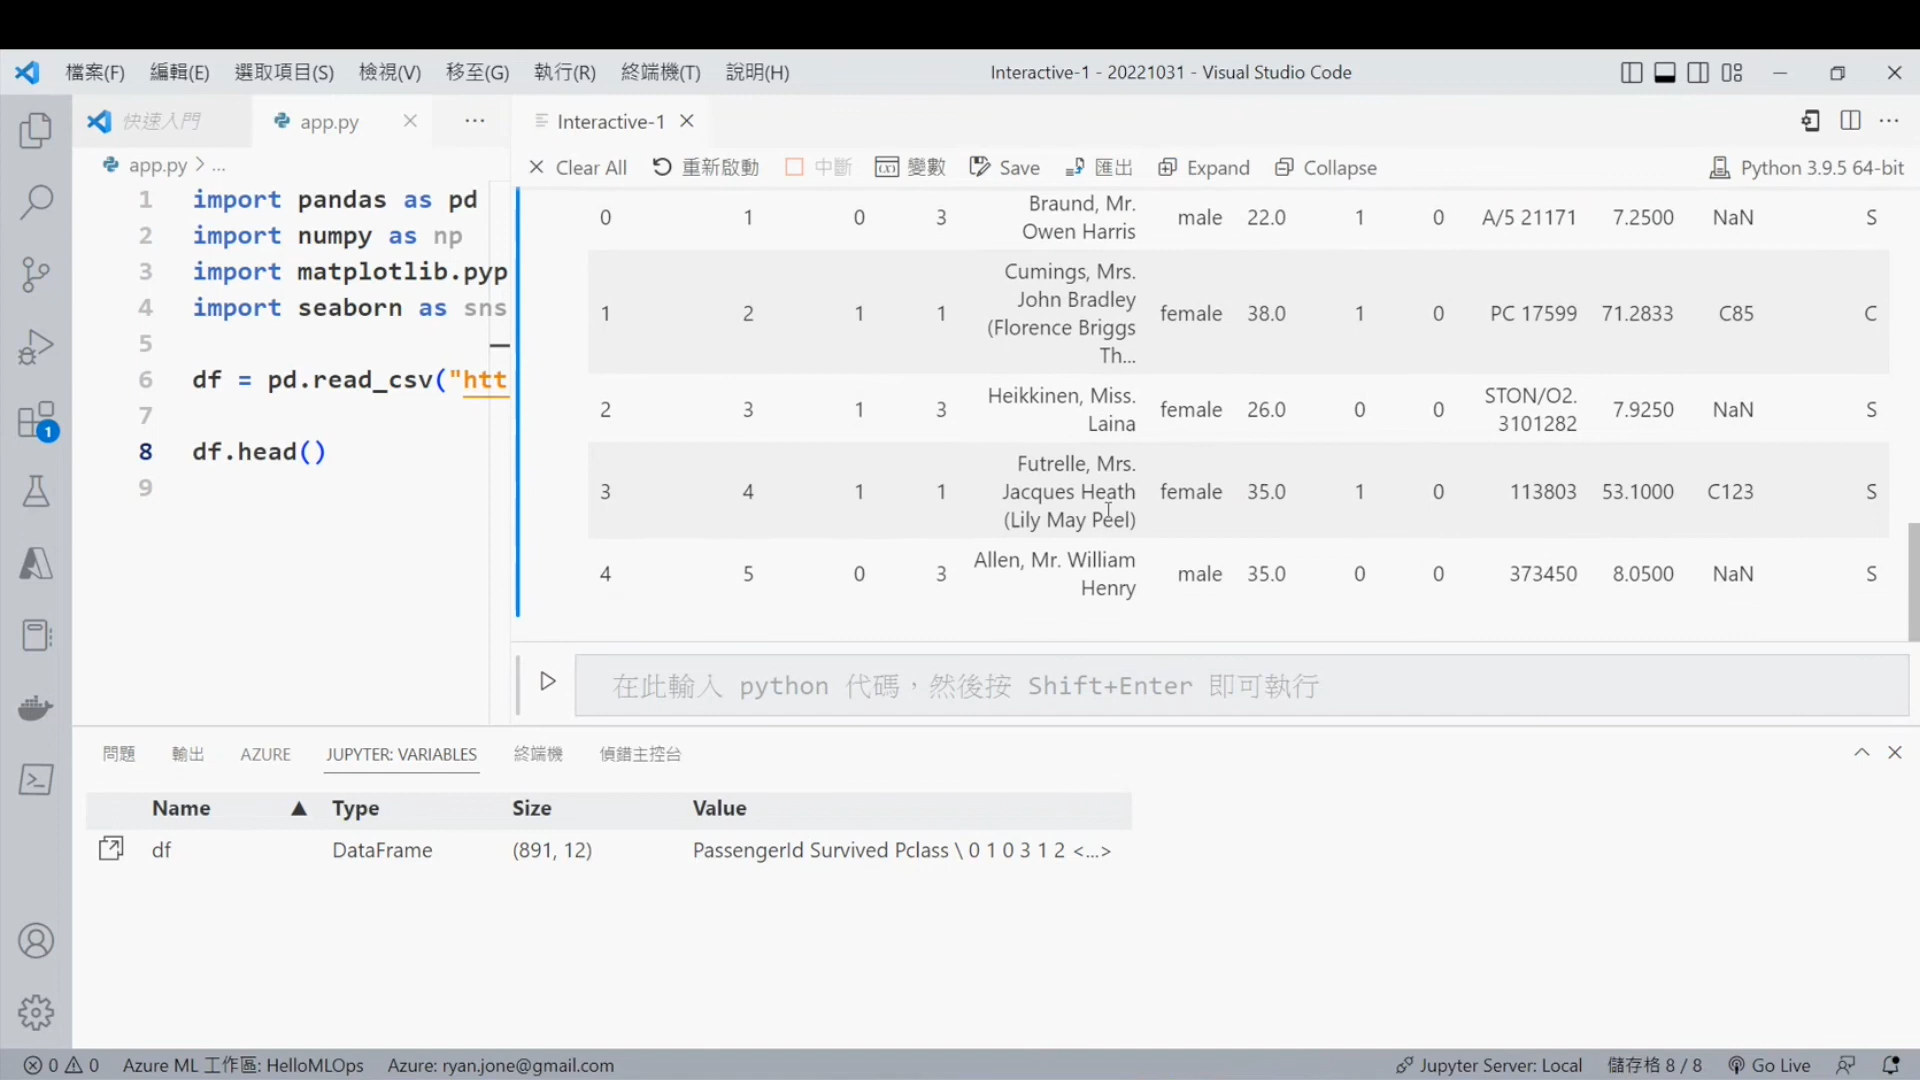 檔案(F) 編輯(E) 選取項目(S) 檢視(V) 移至(G) 執行(R) 終端機(T) 說明(H) Interactive-1 - 20221031 - Visual Studio Code
快速入門 app.py Interactive-1
app.py > ...
Clear All 重新啟動 中斷 變數 Save 匯出 Expand Collapse Python 3.9.5 64-bit
1 import pandas as pd
2 import numpy as np
3 import matplotlib.pyp
4 import seaborn as sns
5
6 df = pd.read_csv("htt
7
8 df.head()
9
0 1 0 3 Braund, Mr. Owen Harris male 22.0 1 0 A/5 21171 7.2500 NaN S
1 2 1 1 Cumings, Mrs. John Bradley (Florence Briggs Th... female 38.0 1 0 PC 17599 71.2833 C85 C
2 3 1 3 Heikkinen, Miss. Laina female 26.0 0 0 STON/O2. 3101282 7.9250 NaN S
3 4 1 1 Futrelle, Mrs. Jacques Heath (Lily May Peel) female 35.0 1 0 113803 53.1000 C123 S
4 5 0 3 Allen, Mr. William Henry male 35.0 0 0 373450 8.0500 NaN S
在此輸入 python 代碼，然後按 Shift+Enter 即可執行
問題 輸出 AZURE JUPYTER: VARIABLES 終端機 偵錯主控台
Name Type Size Value
df DataFrame (891, 12) PassengerId Survived Pclass \ 0 1 0 3 1 2 <...>
1
0 0 Azure ML 工作區: HelloMLOps Azure: ryan.jone@gmail.com Jupyter Server: Local 儲存格 8 / 8 Go Live